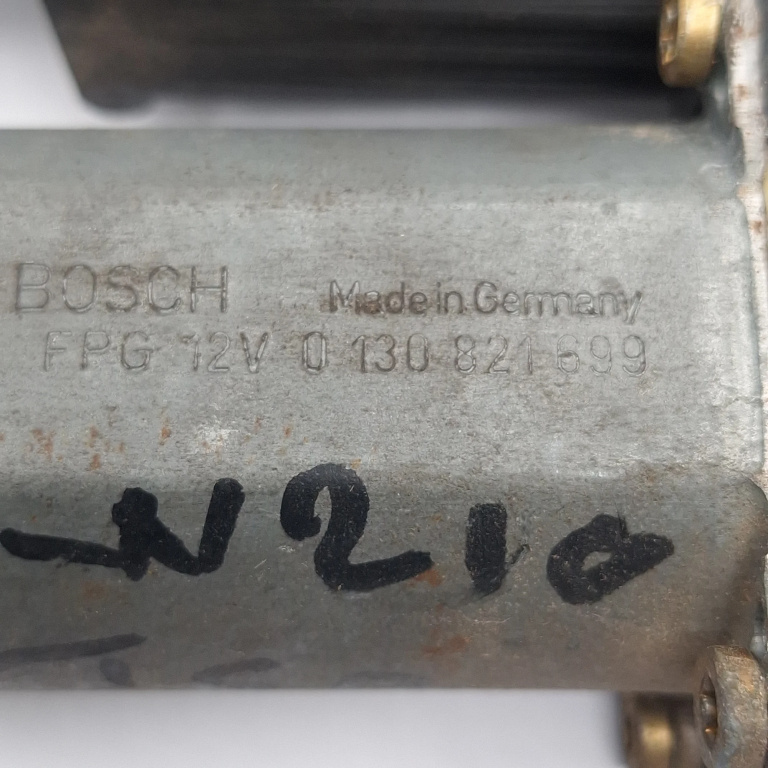 BOSCH Made in Germany
FPG 12V 0 130 821 699
W210